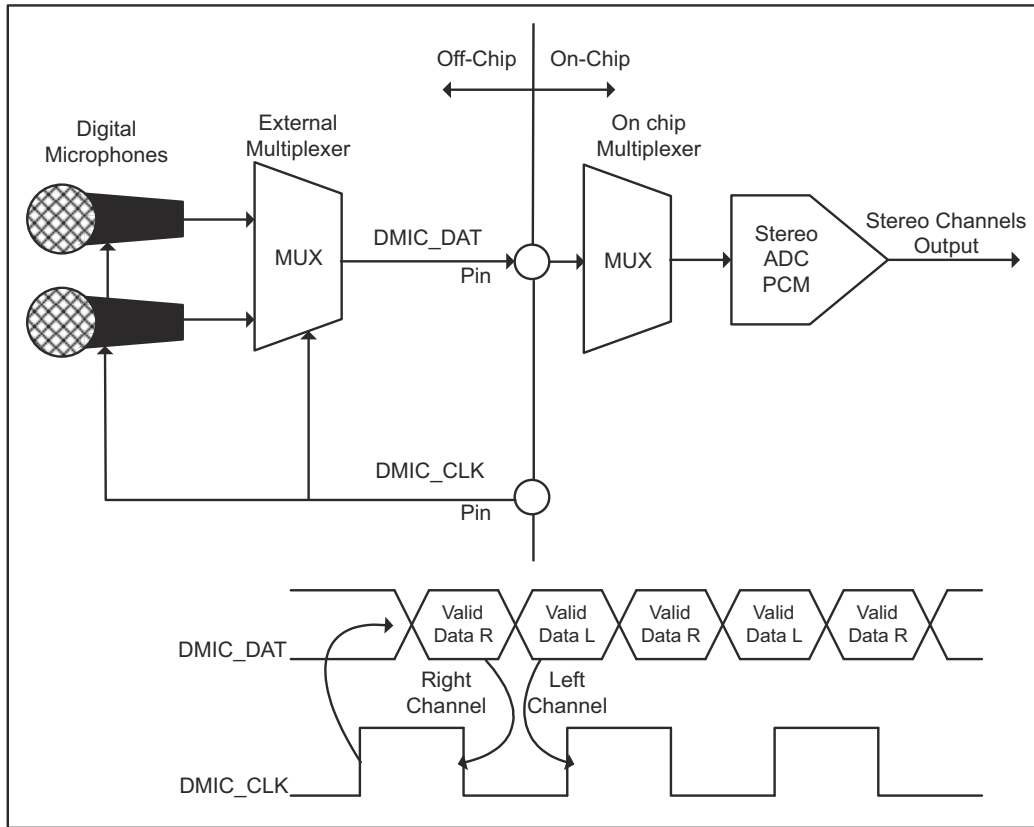 Off-Chip
On-Chip
Digital
Microphones
External
Multiplexer
On chip
Multiplexer
MUX
DMIC_DAT
Pin
MUX
Stereo
ADC
PCM
Stereo Channels
Output
DMIC_CLK
Pin
DMIC_DAT
Valid
Data R
Valid
Data L
Valid
Data R
Valid
Data L
Valid
Data R
Right
Channel
Left
Channel
DMIC_CLK